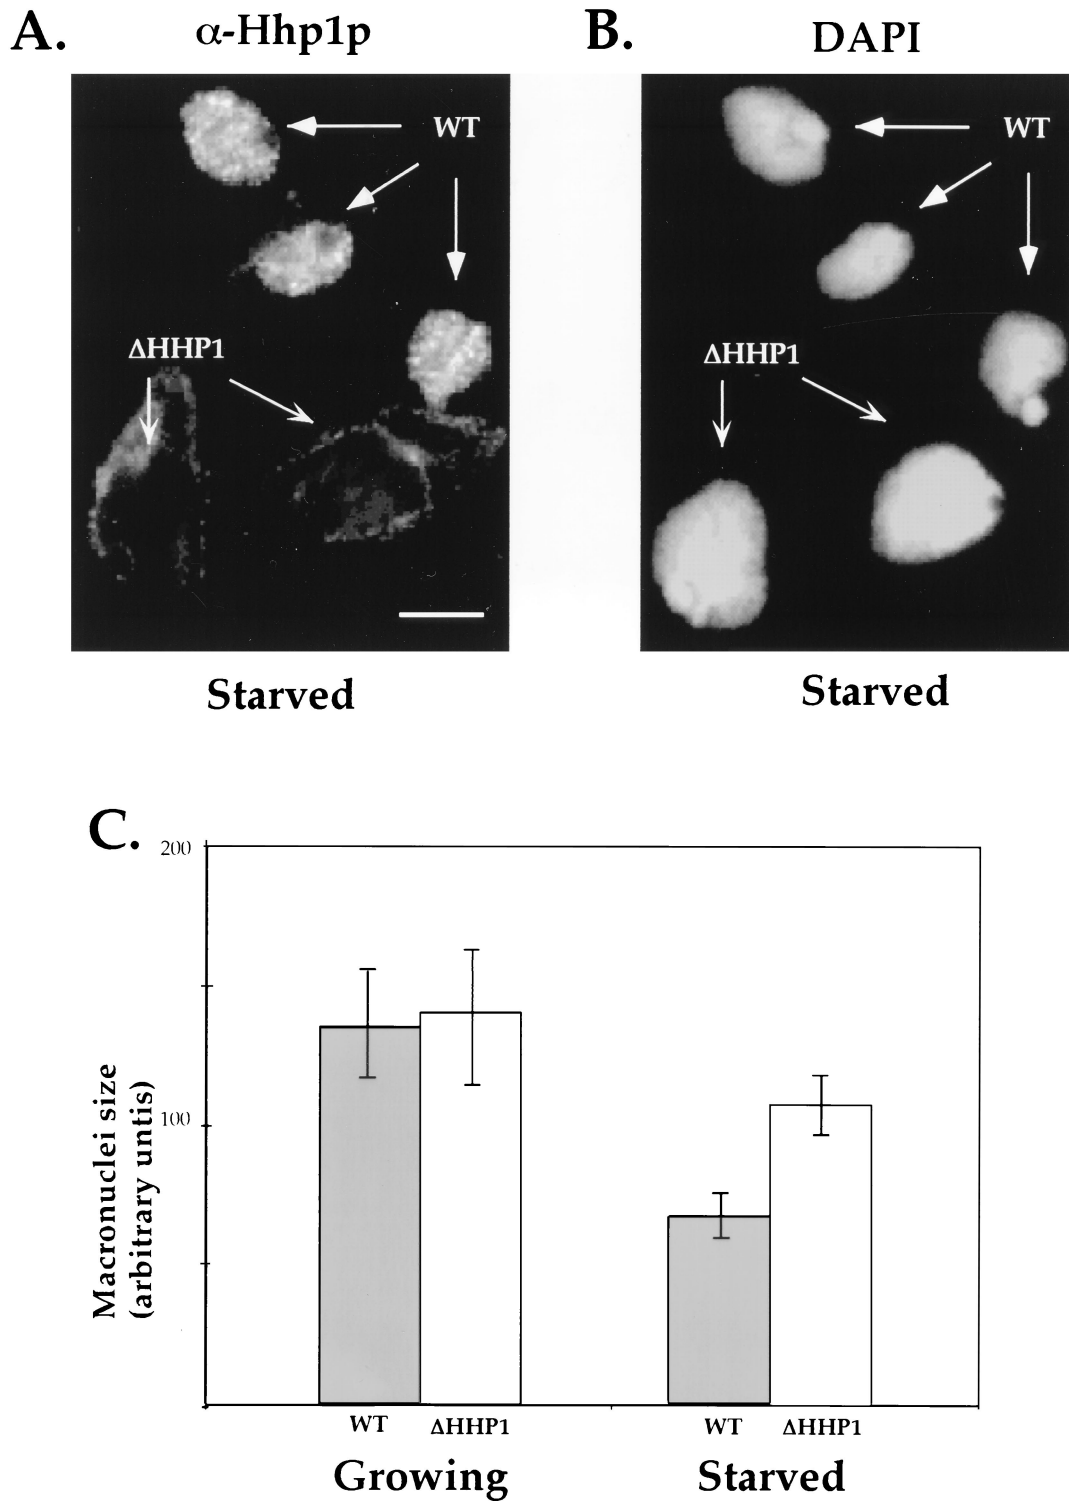 A. α-Hhp1p
B. DAPI
WT
ΔHHP1
WT
ΔHHP1
Starved
Starved
C.
200
100
Macronuclei size
(arbitrary untis)
WT ΔHHP1 WT ΔHHP1
Growing Starved